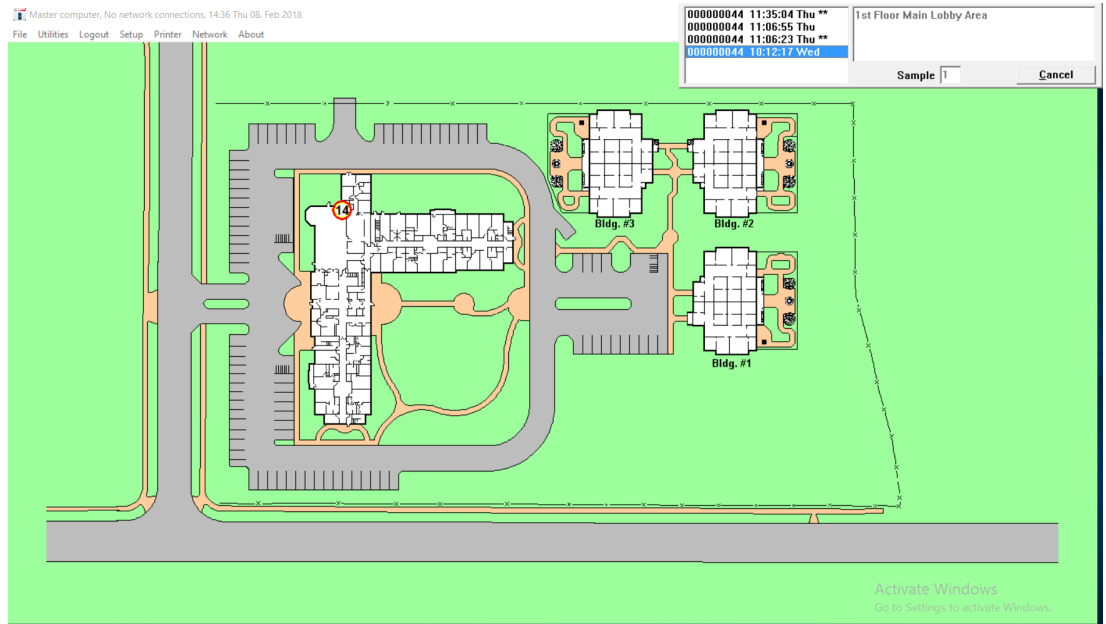 Master computer, No network connections, 14:36 Thu 08. Feb 2018
File Utilities Logout Setup Printer Network About
000000044 11:35:04 Thu **
000000044 11:06:55 Thu
000000044 11:06:23 Thu **
000000044 10:12:17 Wed
1st Floor Main Lobby Area
Sample 1 Cancel
14
Bldg. #3
Bldg. #2
Bldg. #1
Activate Windows
Go to Settings to activate Windows.